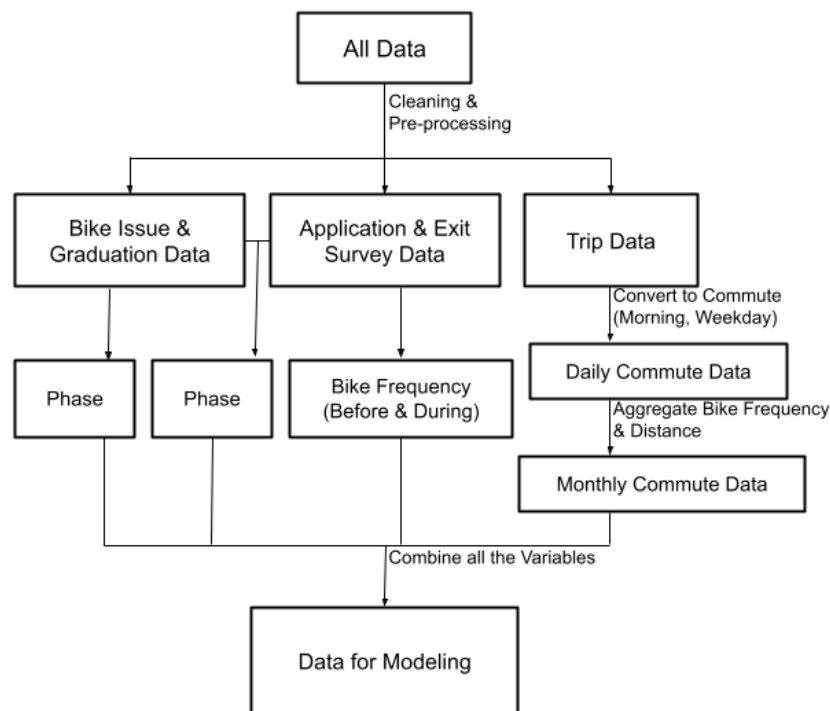 All Data
Cleaning &
Pre-processing
Bike Issue &
Graduation Data
Application & Exit
Survey Data
Trip Data
Convert to Commute
(Morning, Weekday)
Phase
Phase
Bike Frequency
(Before & During)
Daily Commute Data
Aggregate Bike Frequency
& Distance
Monthly Commute Data
Combine all the Variables
Data for Modeling